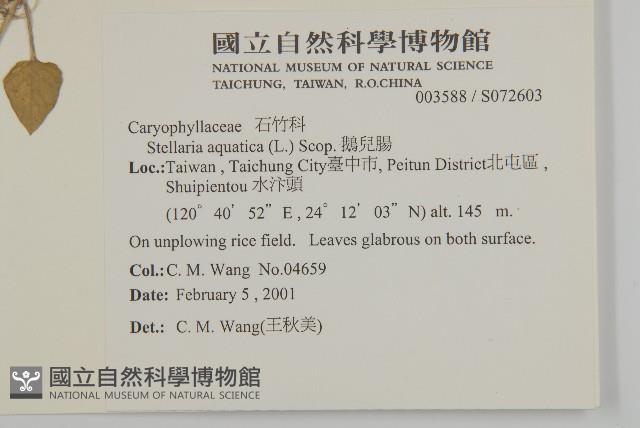 國立自然科學博物館
NATIONAL MUSEUM OF NATURAL SCIENCE
TAICHUNG, TAIWAN, R.O.CHINA
003588 / S072603
Caryophyllaceae 石竹科
Stellaria aquatica (L.) Scop. 鵝兒腸
Loc.:Taiwan , Taichung City臺中市, Peitun District北屯區 ,
Shuipientou 水汴頭
(120° 40' 52" E , 24° 12' 03" N) alt. 145 m.
On unplowing rice field. Leaves glabrous on both surface.
Col.: C. M. Wang No.04659
Date: February 5 , 2001
Det.: C. M. Wang(王秋美)
國立自然科學博物館
NATIONAL MUSEUM OF NATURAL SCIENCE